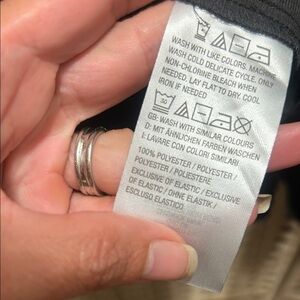 WASH WITH LIKE COLORS. MACHINE
WASH COLD DELICATE CYCLE. ONLY
NON-CHLORINE BLEACH WHEN
NEEDED. LAY FLAT TO DRY. COOL
IRON IF NEEDED
30
GB: WASH WITH SIMILAR COLOURS
D: MIT ÄHNLICHEN FARBEN WASCHEN
I: LAVARE CON COLORI SIMILARI
100% POLYESTER / POLYESTER /
POLYESTER / POLIESTERE
EXCLUSIVE OF ELASTIC / EXCLUSIVE
OF ELASTIC / OHNE ELASTIK /
ESCLUSO ELASTICO